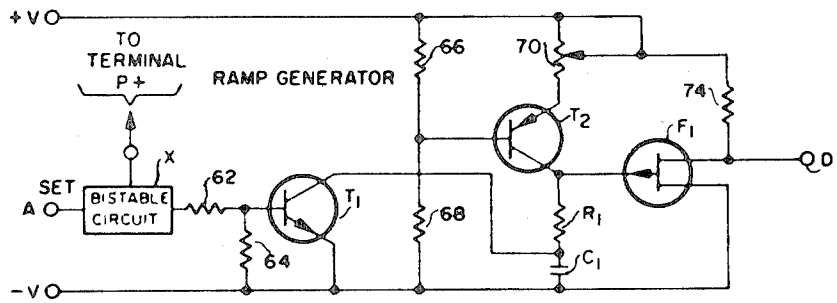 +V
TO
TERMINAL
P+
RAMP GENERATOR
66
70
74
T2
F1
X
SET
A
BISTABLE
CIRCUIT
62
T1
64
68
R1
C1
D
-V